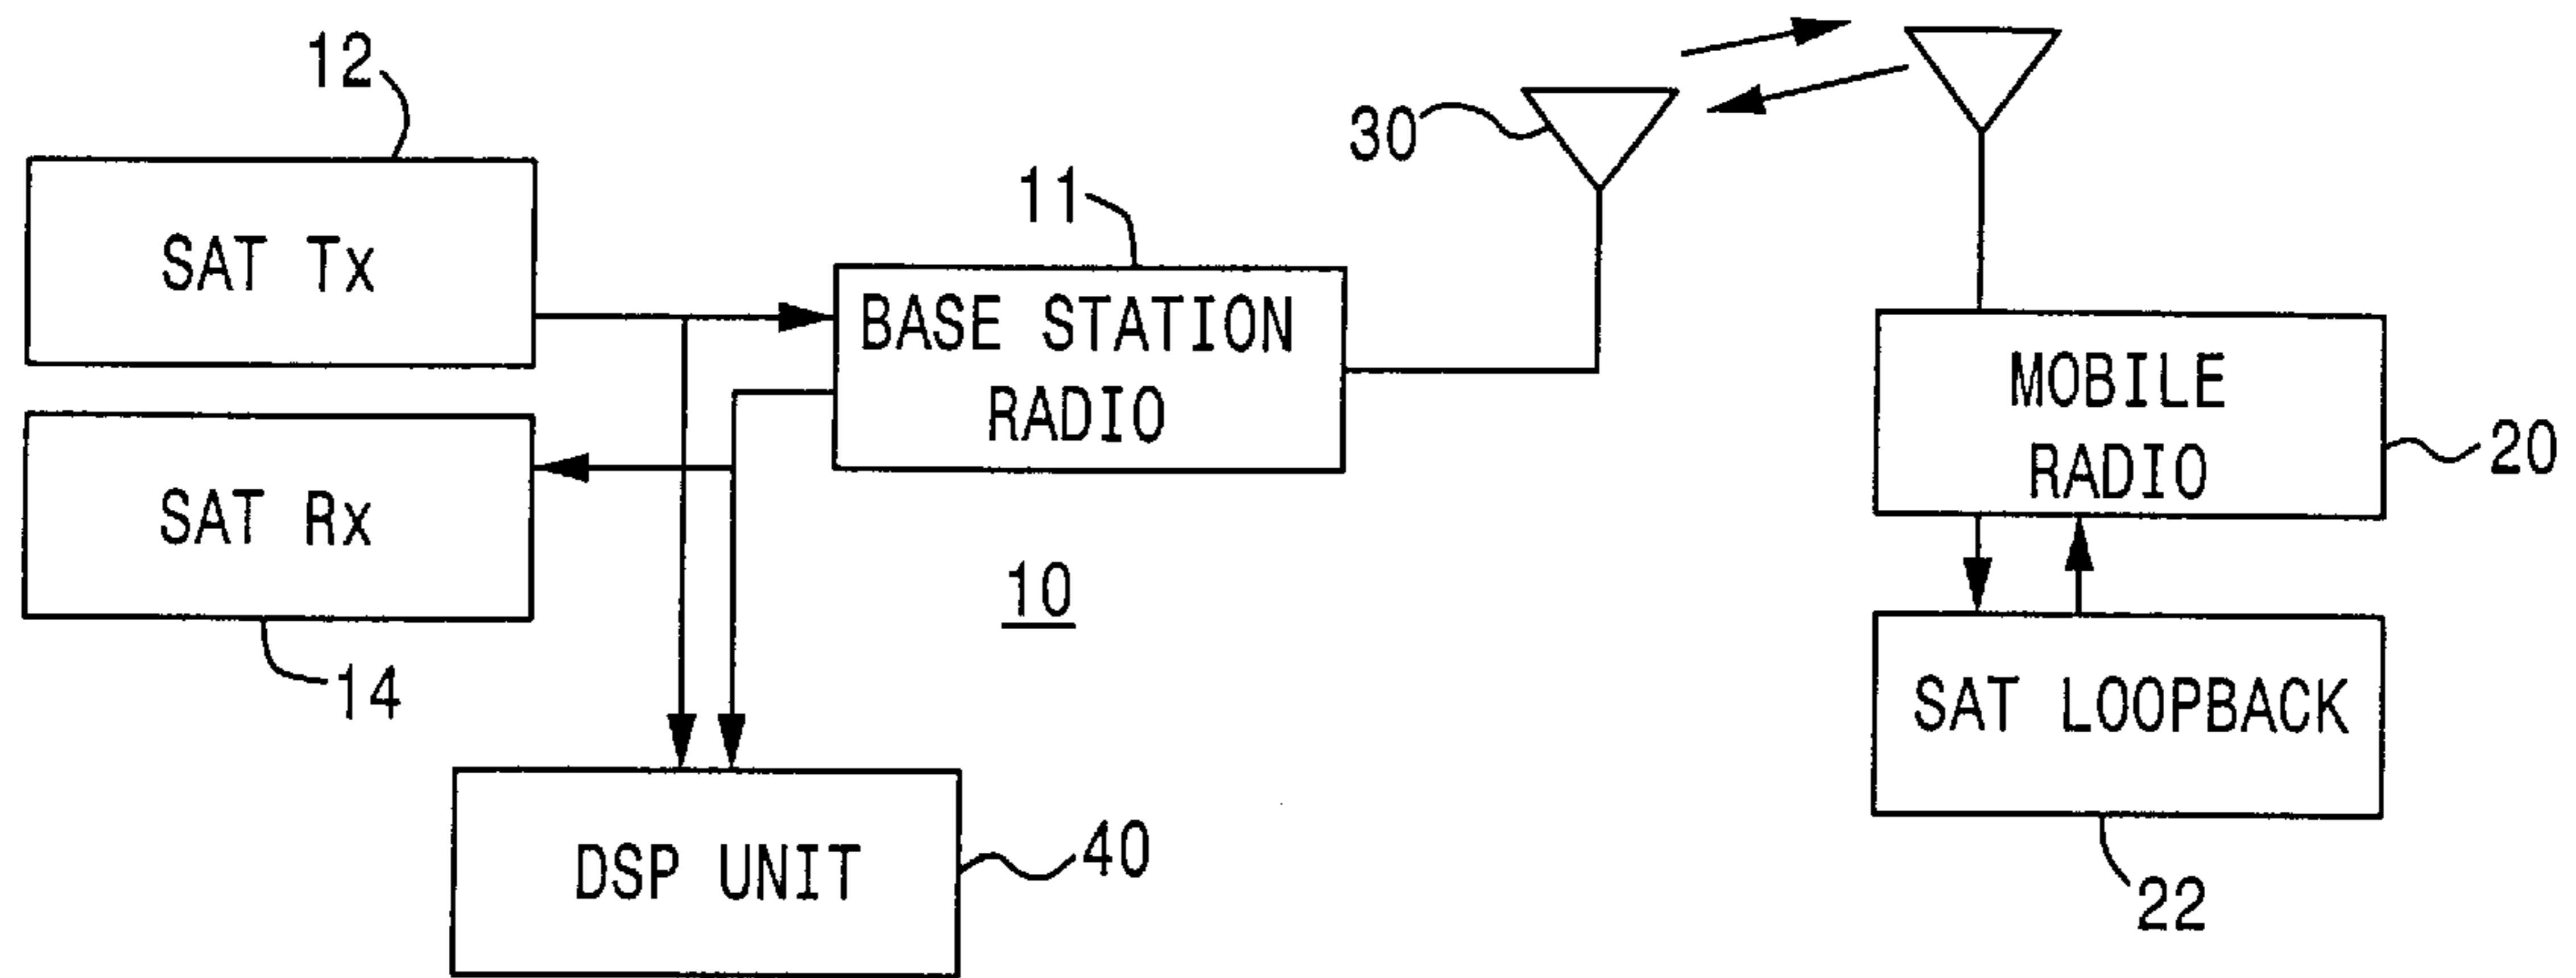 12
SAT Tx
30
11
BASE STATION
RADIO
MOBILE
RADIO
20
SAT Rx
10
14
SAT LOOPBACK
DSP UNIT
40
22